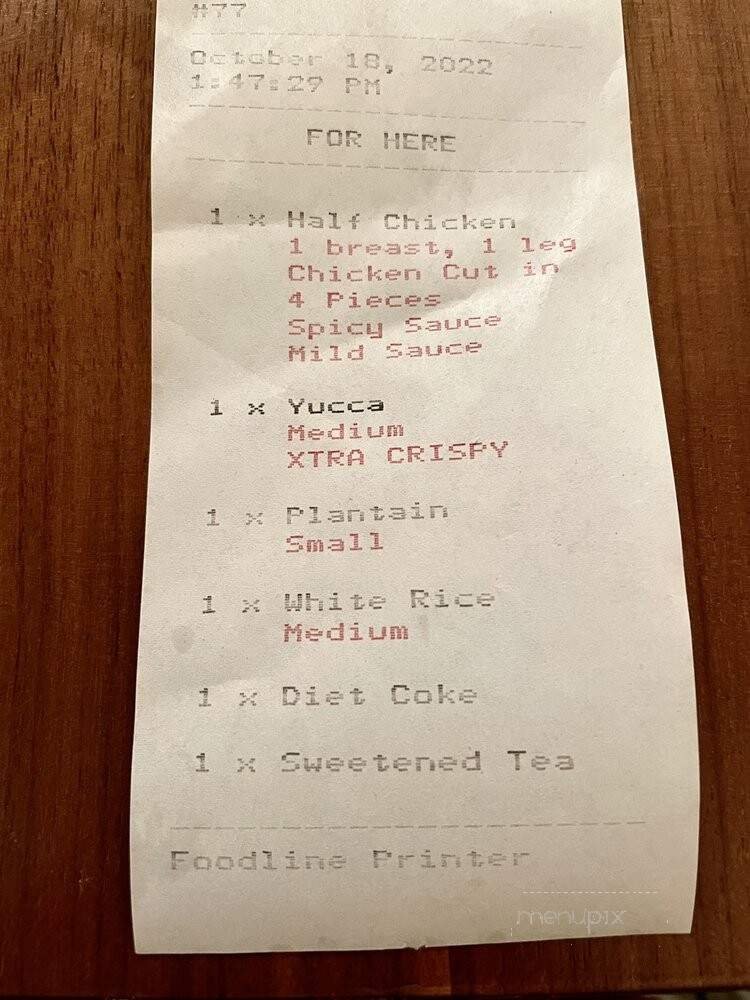 #77
October 18, 2022
1:47:29 PM
FOR HERE
1 x Half Chicken
1 breast, 1 leg
Chicken Cut in
4 Pieces
Spicy Sauce
Mild Sauce
1 x Yucca
Medium
XTRA CRISPY
1 x Plantain
Small
1 x White Rice
Medium
1 x Diet Coke
1 x Sweetened Tea
Foodline Printer
menupix